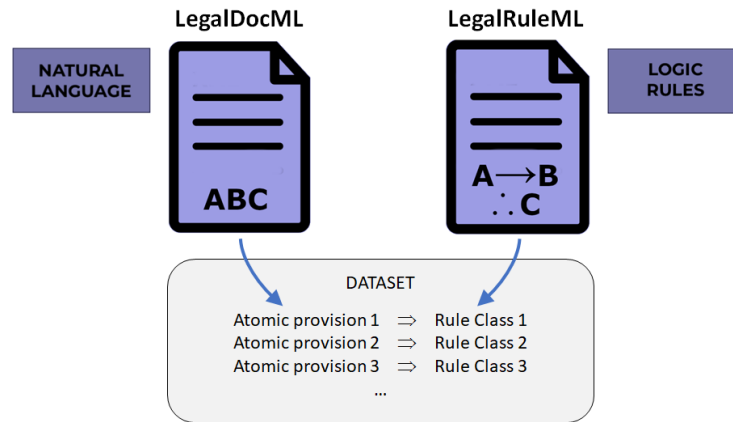 LegalDocML
LegalRuleML
NATURAL
LANGUAGE
LOGIC
RULES
ABC
A→B
∴C
DATASET
Atomic provision 1 ⇒ Rule Class 1
Atomic provision 2 ⇒ Rule Class 2
Atomic provision 3 ⇒ Rule Class 3
...